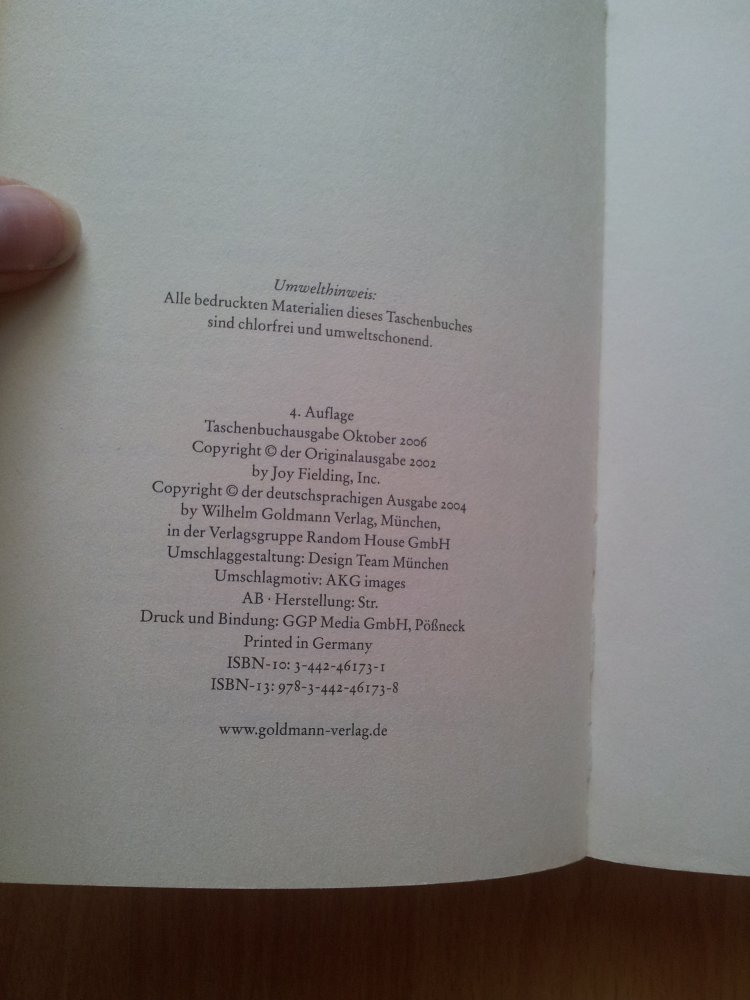 Umwelthinweis:
Alle bedruckten Materialien dieses Taschenbuches
sind chlorfrei und umweltschonend.
4. Auflage
Taschenbuchausgabe Oktober 2006
Copyright © der Originalausgabe 2002
by Joy Fielding, Inc.
Copyright © der deutschsprachigen Ausgabe 2004
by Wilhelm Goldmann Verlag, München,
in der Verlagsgruppe Random House GmbH
Umschlaggestaltung: Design Team München
Umschlagmotiv: AKG images
AB · Herstellung: Str.
Druck und Bindung: GGP Media GmbH, Pößneck
Printed in Germany
ISBN-10: 3-442-46173-1
ISBN-13: 978-3-442-46173-8
www.goldmann-verlag.de